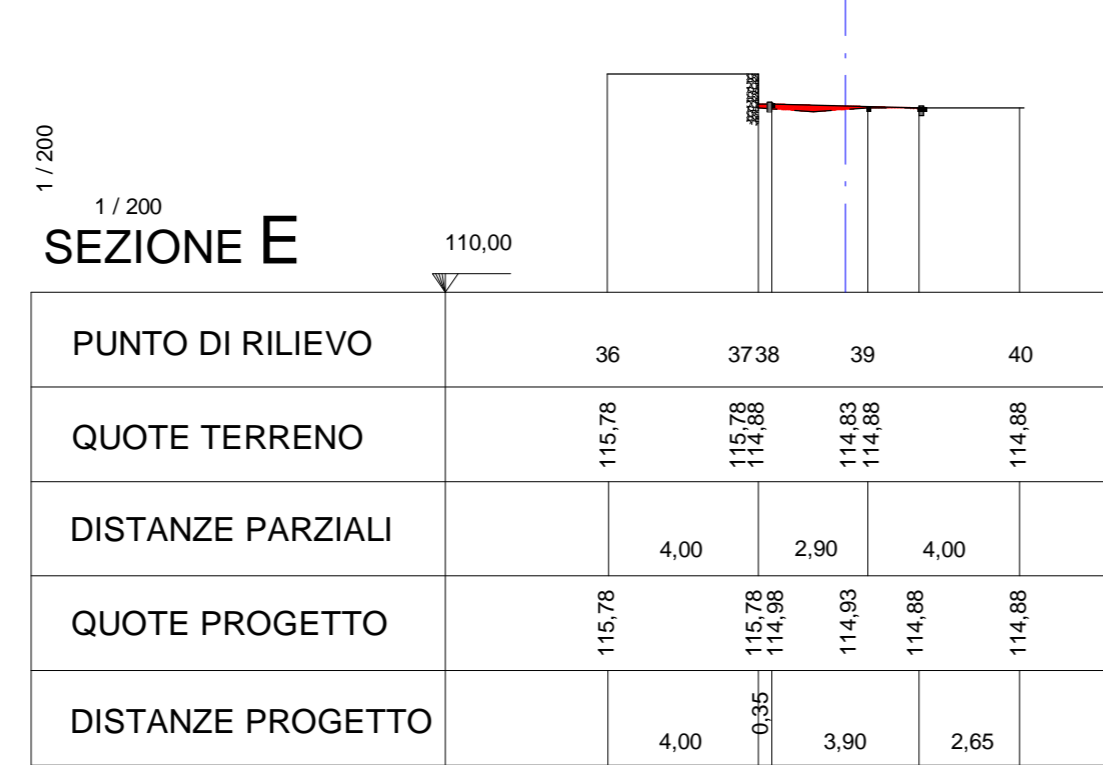 1 / 200
1 / 200
SEZIONE E
110,00
PUNTO DI RILIEVO 36 37 38 39 40
QUOTE TERRENO 115,78 115,78 114,88 114,83 114,88 114,88
DISTANZE PARZIALI 4,00 2,90 4,00
QUOTE PROGETTO 115,78 115,78 114,98 114,93 114,88 114,88
DISTANZE PROGETTO 4,00 0,35 3,90 2,65